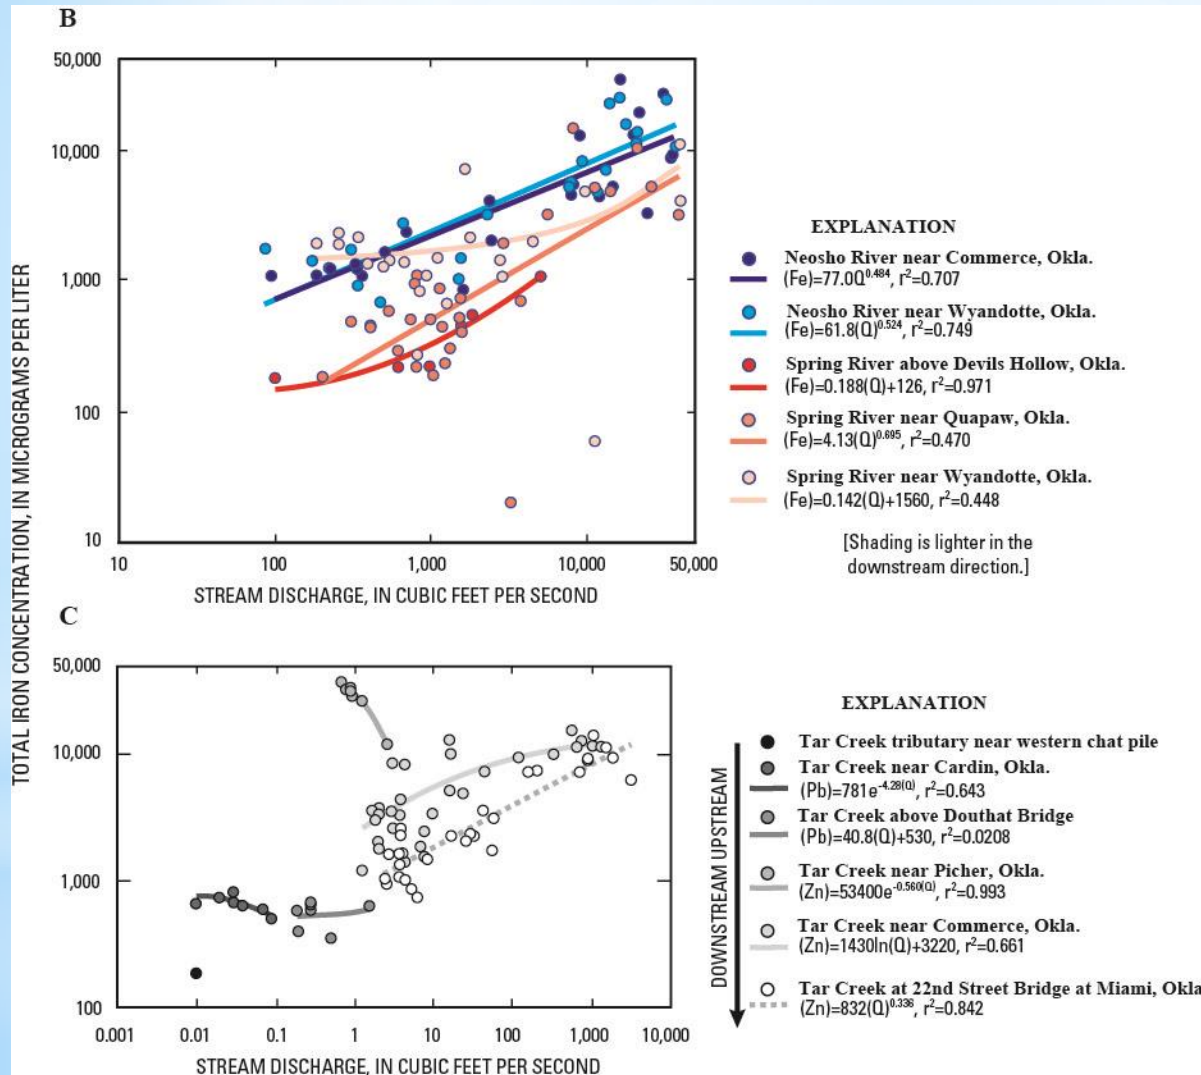 B
TOTAL IRON CONCENTRATION, IN MICROGRAMS PER LITER
50,000
10,000
1,000
100
10
10
100
1,000
10,000
50,000
STREAM DISCHARGE, IN CUBIC FEET PER SECOND
EXPLANATION
Neosho River near Commerce, Okla.
(Fe)=77.0Q^0.484, r²=0.707
Neosho River near Wyandotte, Okla.
(Fe)=61.8(Q)^0.524, r²=0.749
Spring River above Devils Hollow, Okla.
(Fe)=0.188(Q)+126, r²=0.971
Spring River near Quapaw, Okla.
(Fe)=4.13(Q)^0.695, r²=0.470
Spring River near Wyandotte, Okla.
(Fe)=0.142(Q)+1560, r²=0.448
[Shading is lighter in the
downstream direction.]
C
50,000
10,000
1,000
100
0.001
0.01
0.1
1
10
100
1,000
10,000
STREAM DISCHARGE, IN CUBIC FEET PER SECOND
EXPLANATION
DOWNSTREAM UPSTREAM
Tar Creek tributary near western chat pile
Tar Creek near Cardin, Okla.
(Pb)=781e^-4.28(Q), r²=0.643
Tar Creek above Douthat Bridge
(Pb)=40.8(Q)+530, r²=0.0208
Tar Creek near Picher, Okla.
(Zn)=53400e^-0.560(Q), r²=0.993
Tar Creek near Commerce, Okla.
(Zn)=1430ln(Q)+3220, r²=0.661
Tar Creek at 22nd Street Bridge at Miami, Okla
(Zn)=832(Q)^0.336, r²=0.842